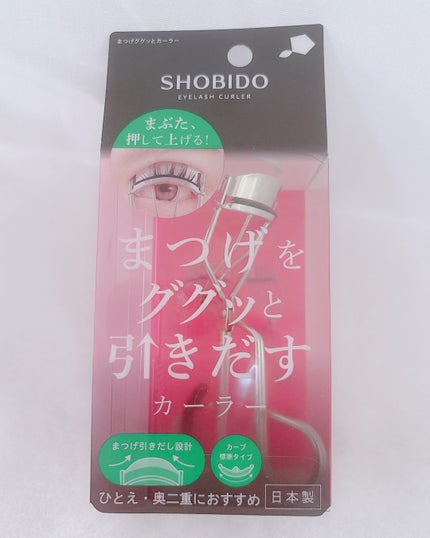 まつげググッとカーラー
SHOBIDO
EYELASH CURLER
まぶた、
押して上げる!
まつげを
ググッと
引きだす
カーラー
まつげ引きだし設計
カーブ
標準タイプ
ひとえ・奥二重におすすめ
日本製